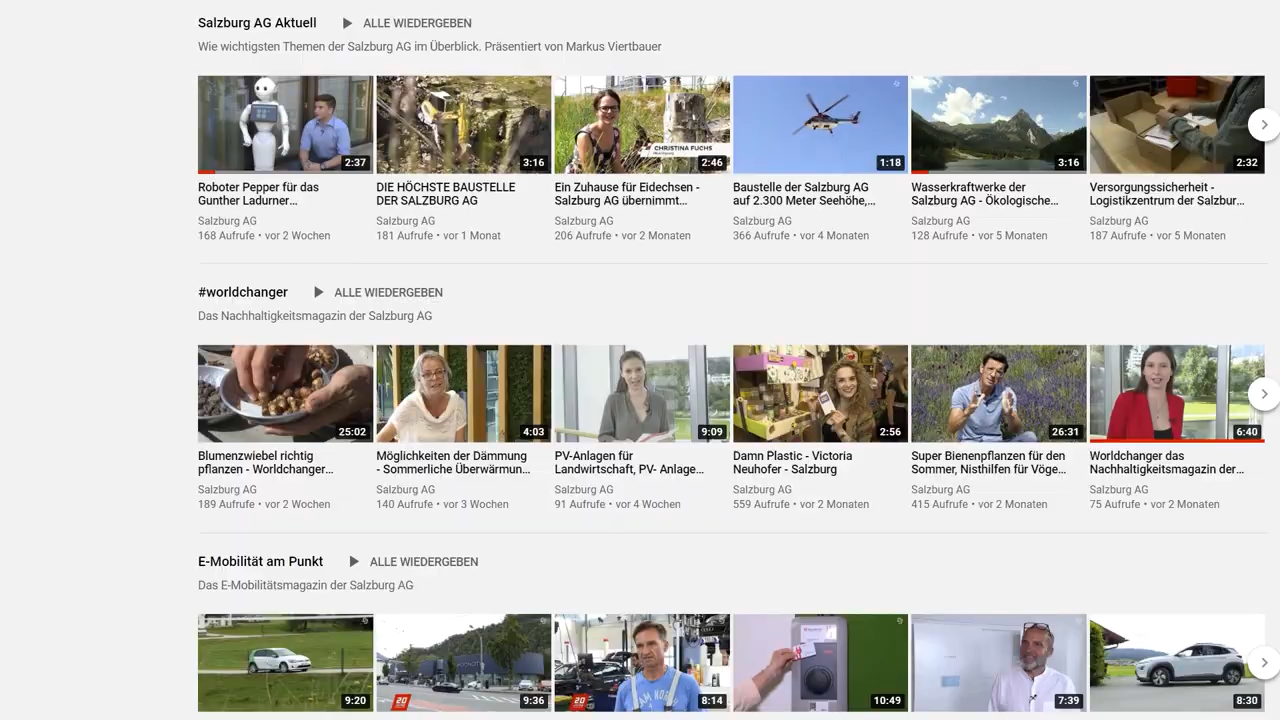 Salzburg AG Aktuell ALLE WIEDERGEBEN
Wie wichtigsten Themen der Salzburg AG im Überblick. Präsentiert von Markus Viertbauer
2:37
3:16
CHRISTINA FUCHS
2:46
1:18
3:16
2:32
Roboter Pepper für das
Gunther Ladurner...
Salzburg AG
168 Aufrufe • vor 2 Wochen
DIE HÖCHSTE BAUSTELLE
DER SALZBURG AG
Salzburg AG
181 Aufrufe • vor 1 Monat
Ein Zuhause für Eidechsen -
Salzburg AG übernimmt...
Salzburg AG
206 Aufrufe • vor 2 Monaten
Baustelle der Salzburg AG
auf 2.300 Meter Seehöhe,...
Salzburg AG
366 Aufrufe • vor 4 Monaten
Wasserkraftwerke der
Salzburg AG - Ökologische...
Salzburg AG
128 Aufrufe • vor 5 Monaten
Versorgungssicherheit -
Logistikzentrum der Salzbur...
Salzburg AG
187 Aufrufe • vor 5 Monaten
#worldchanger ALLE WIEDERGEBEN
Das Nachhaltigkeitsmagazin der Salzburg AG
25:02
4:03
9:09
2:56
26:31
6:40
Blumenzwiebel richtig
pflanzen - Worldchanger...
Salzburg AG
189 Aufrufe • vor 2 Wochen
Möglichkeiten der Dämmung
- Sommerliche Überwärmun...
Salzburg AG
140 Aufrufe • vor 3 Wochen
PV-Anlagen für
Landwirtschaft, PV- Anlage...
Salzburg AG
91 Aufrufe • vor 4 Wochen
Damn Plastic - Victoria
Neuhofer - Salzburg
Salzburg AG
559 Aufrufe • vor 2 Monaten
Super Bienenpflanzen für den
Sommer, Nisthilfen für Vöge...
Salzburg AG
415 Aufrufe • vor 2 Monaten
Worldchanger das
Nachhaltigkeitsmagazin der...
Salzburg AG
75 Aufrufe • vor 2 Monaten
E-Mobilität am Punkt ALLE WIEDERGEBEN
Das E-Mobilitätsmagazin der Salzburg AG
9:20
20
9:36
20
8:14
10:49
7:39
8:30